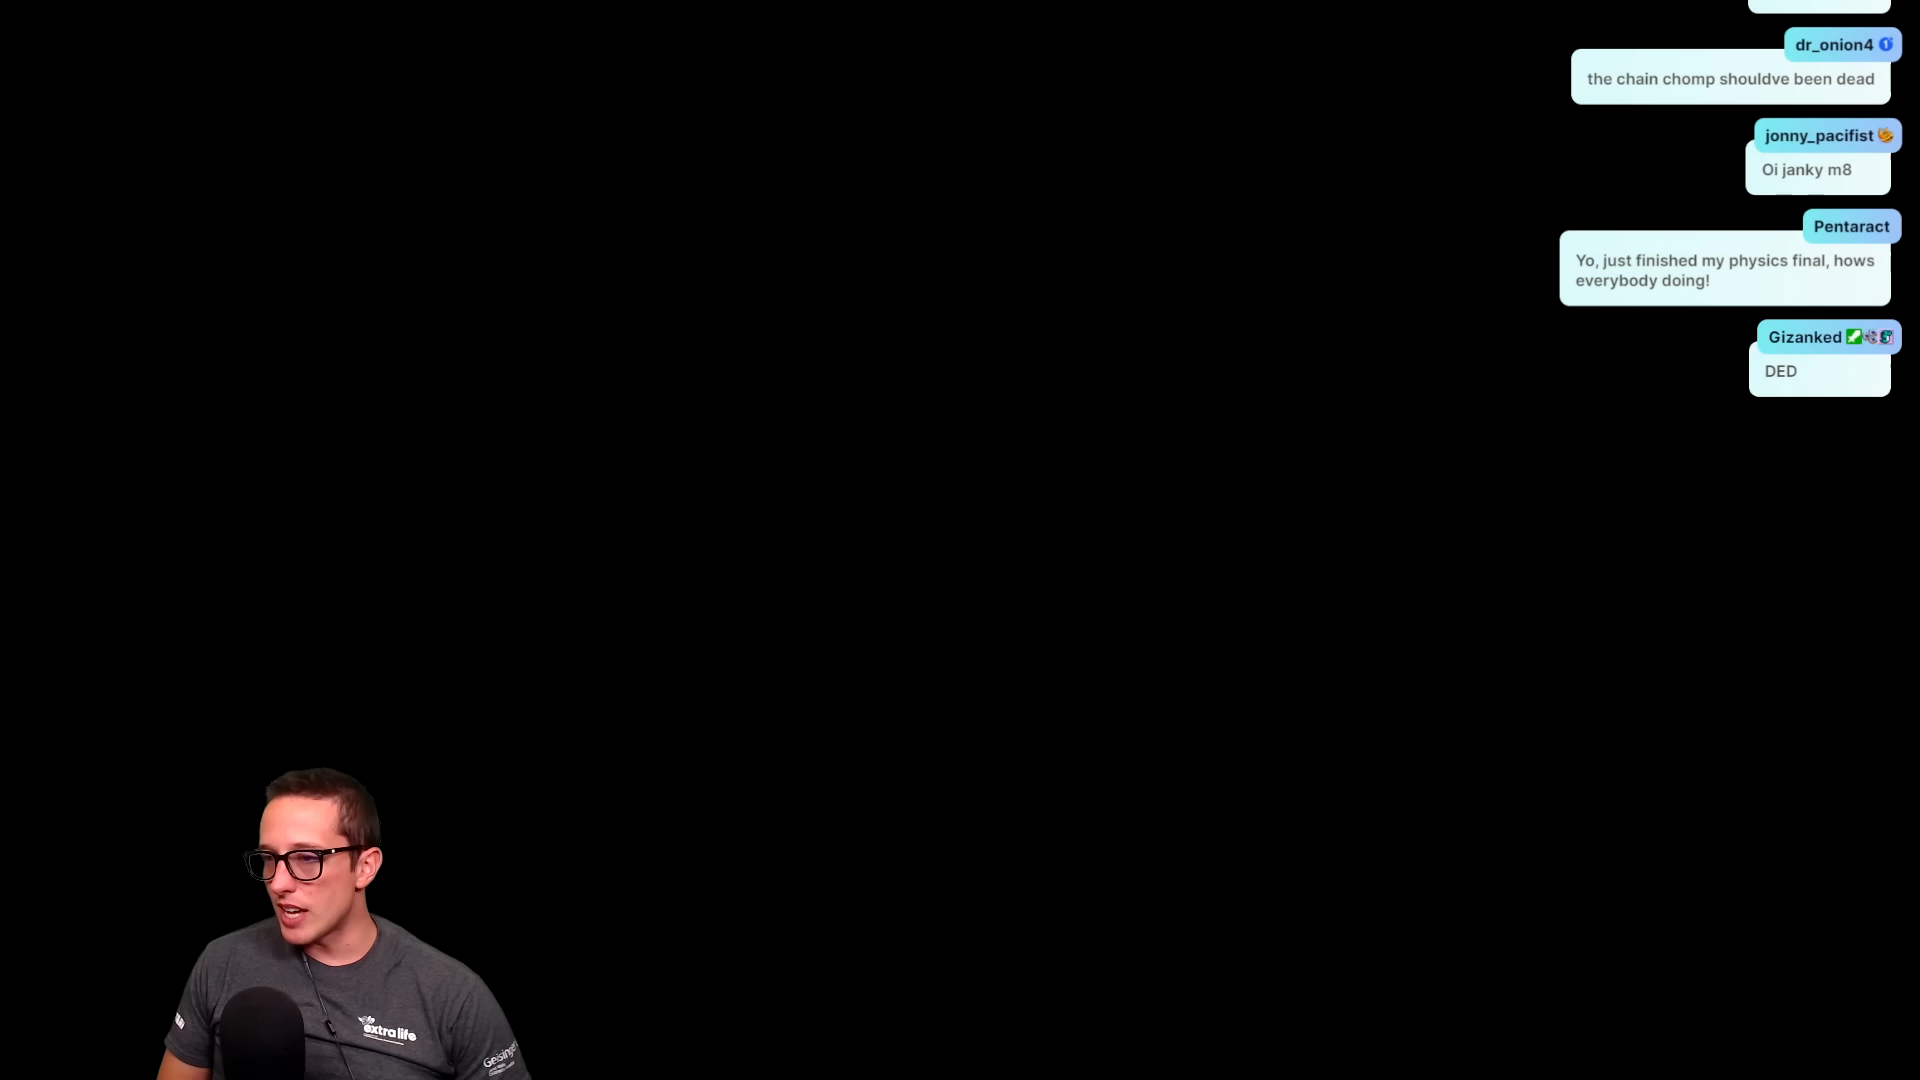 dr_onion4
the chain chomp shouldve been dead
jonny_pacifist
Oi janky m8
Pentaract
Yo, just finished my physics final, hows
everybody doing!
Gizanked
DED
extra life